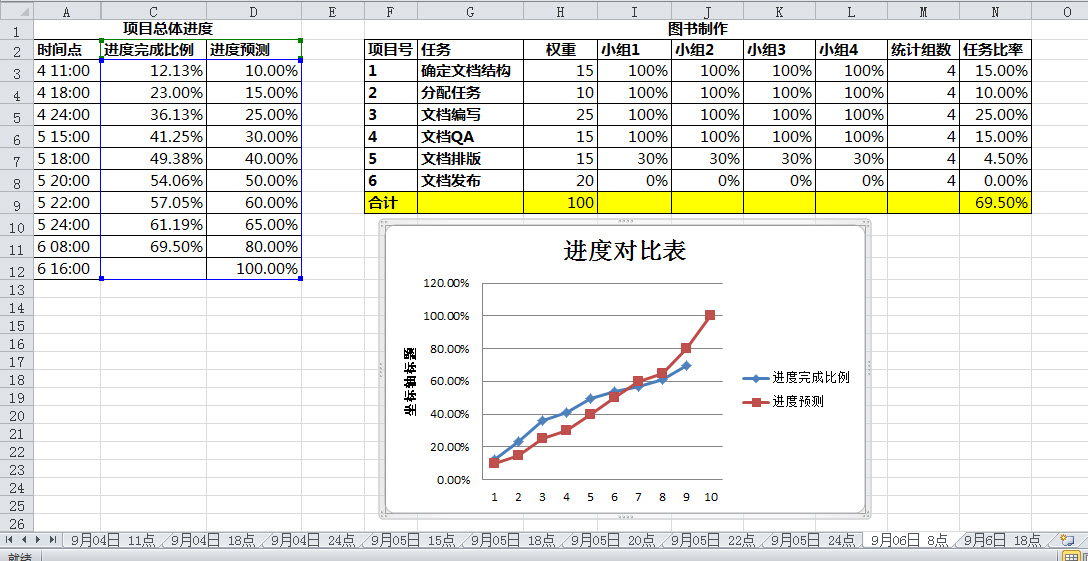 A C D E F G H I J K L M N O
1 项目总体进度 图书制作
2 时间点 进度完成比例 进度预测 项目号 任务 权重 小组1 小组2 小组3 小组4 统计组数 任务比率
3 4 11:00 12.13% 10.00% 1 确定文档结构 15 100% 100% 100% 100% 4 15.00%
4 4 18:00 23.00% 15.00% 2 分配任务 10 100% 100% 100% 100% 4 10.00%
5 4 24:00 36.13% 25.00% 3 文档编写 25 100% 100% 100% 100% 4 25.00%
6 5 15:00 41.25% 30.00% 4 文档QA 15 100% 100% 100% 100% 4 15.00%
7 5 18:00 49.38% 40.00% 5 文档排版 15 30% 30% 30% 30% 4 4.50%
8 5 20:00 54.06% 50.00% 6 文档发布 20 0% 0% 0% 0% 4 0.00%
9 5 22:00 57.05% 60.00% 合计 100 69.50%
10 5 24:00 61.19% 65.00%
11 6 08:00 69.50% 80.00%
12 6 16:00 100.00%
13
14
15
16
17
18
19
20
21
22
23
24
25
26
进度对比表
120.00%
100.00%
80.00%
60.00%
40.00%
20.00%
0.00%
坐标轴标题
1 2 3 4 5 6 7 8 9 10
进度完成比例
进度预测
9月04日 11点 9月04日 18点 9月04日 24点 9月05日 15点 9月05日 18点 9月05日 20点 9月05日 22点 9月05日 24点 9月06日 8点 9月6日 18点
就绪